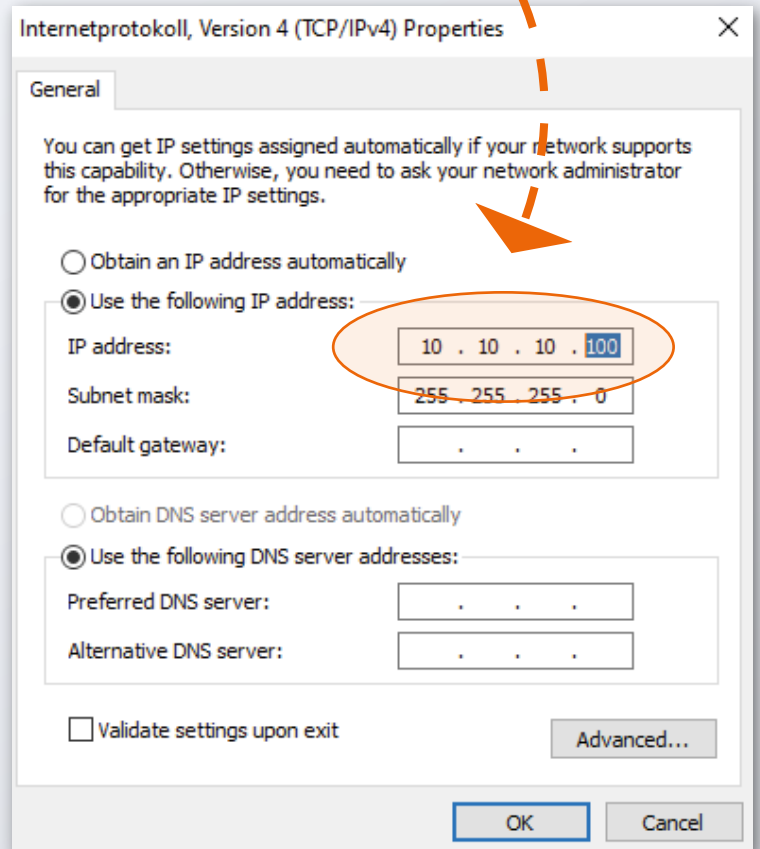 Internetprotokoll, Version 4 (TCP/IPv4) Properties
General
You can get IP settings assigned automatically if your network supports
this capability. Otherwise, you need to ask your network administrator
for the appropriate IP settings.
Obtain an IP address automatically
Use the following IP address:
IP address: 10 . 10 . 10 . 100
Subnet mask: 255 . 255 . 255 . 0
Default gateway: . . .
Obtain DNS server address automatically
Use the following DNS server addresses:
Preferred DNS server: . . .
Alternative DNS server: . . .
Validate settings upon exit
Advanced...
OK Cancel